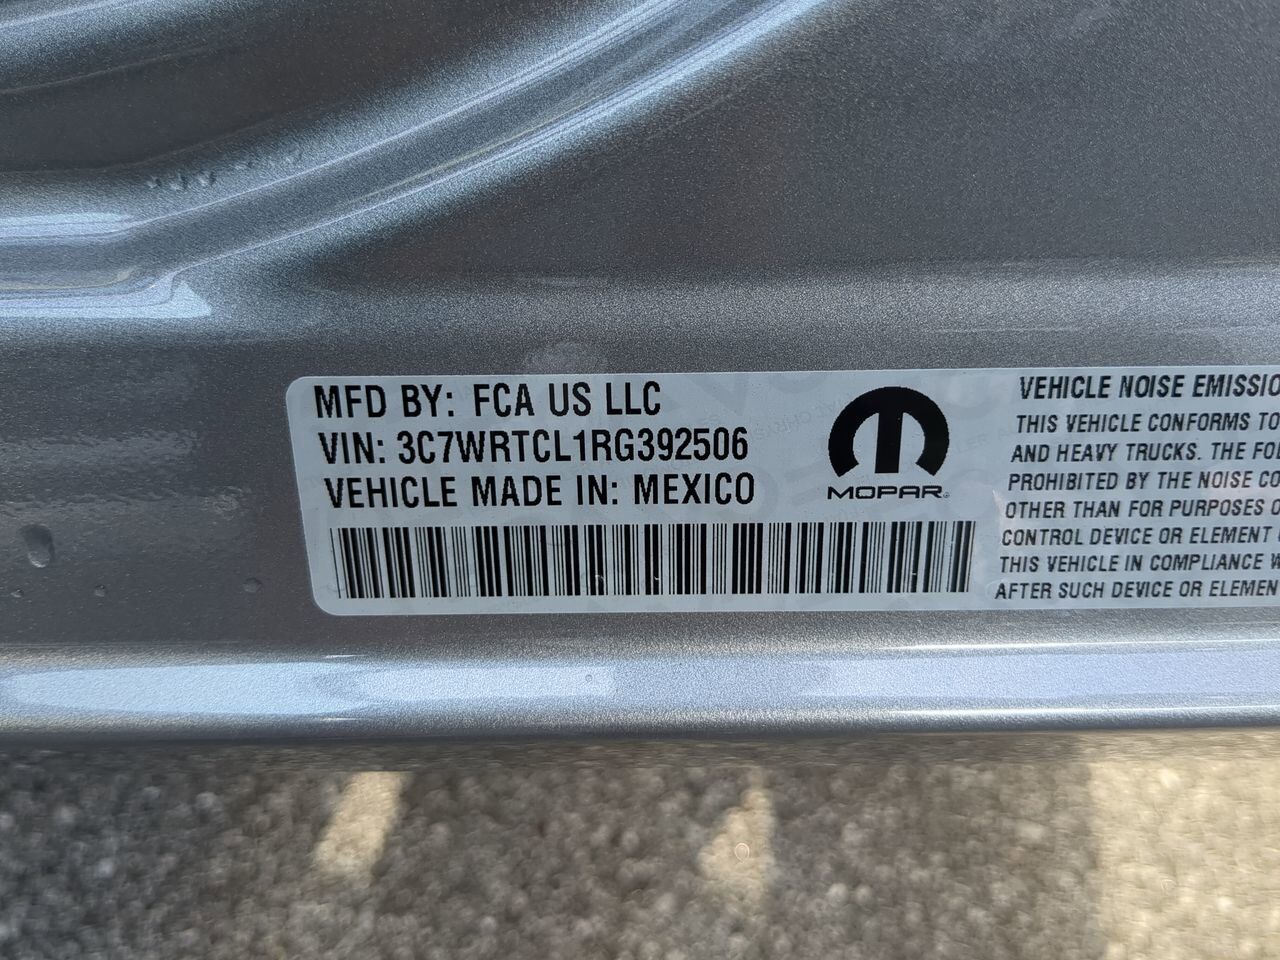 MFD BY: FCA US LLC
VIN: 3C7WRTCL1RG392506
VEHICLE MADE IN: MEXICO
MOPAR
VEHICLE NOISE EMISSIO
THIS VEHICLE CONFORMS TO
AND HEAVY TRUCKS. THE FOL
PROHIBITED BY THE NOISE CO
OTHER THAN FOR PURPOSES O
CONTROL DEVICE OR ELEMENT
THIS VEHICLE IN COMPLIANCE W
AFTER SUCH DEVICE OR ELEMEN